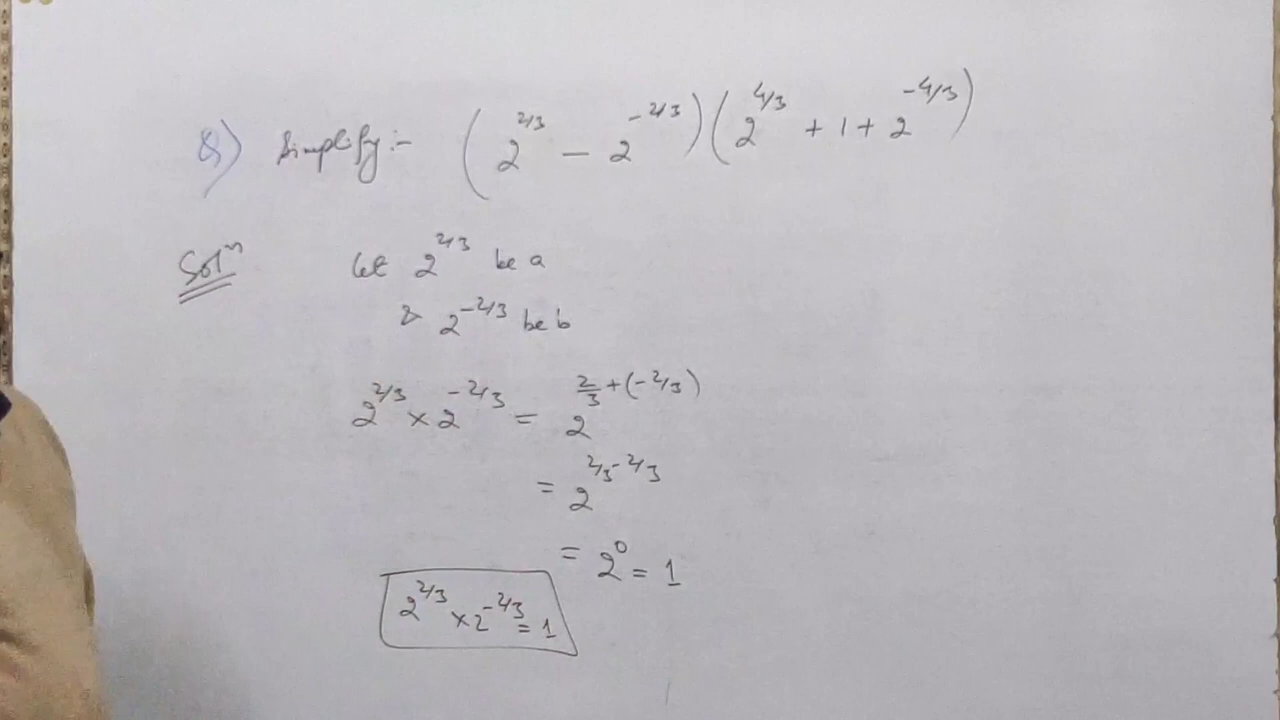 Q) Simplify:- (2^{2/3} - 2^{-2/3})(2^{4/3} + 1 + 2^{-4/3})
Solⁿ Let 2^{2/3} be a
& 2^{-2/3} be b
2^{2/3} × 2^{-2/3} = 2^{2/3 + (-2/3)}
= 2^{2/3 - 2/3}
= 2^0 = 1
2^{2/3} × 2^{-2/3} = 1